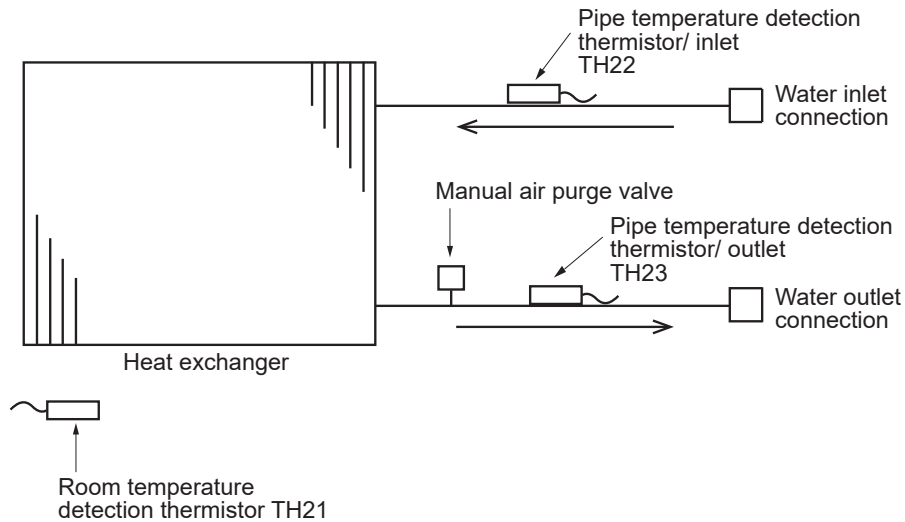 Pipe temperature detection
thermistor/ inlet
TH22
Water inlet
connection
Manual air purge valve
Pipe temperature detection
thermistor/ outlet
TH23
Water outlet
connection
Heat exchanger
Room temperature
detection thermistor TH21